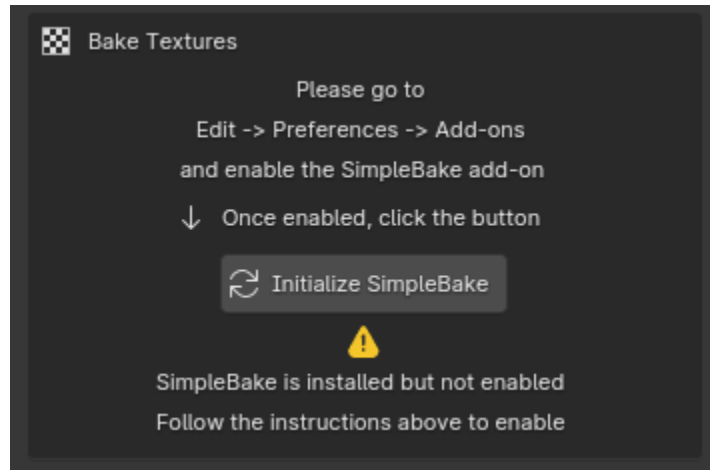 Bake Textures
Please go to
Edit -> Preferences -> Add-ons
and enable the SimpleBake add-on
↓ Once enabled, click the button
Initialize SimpleBake
SimpleBake is installed but not enabled
Follow the instructions above to enable